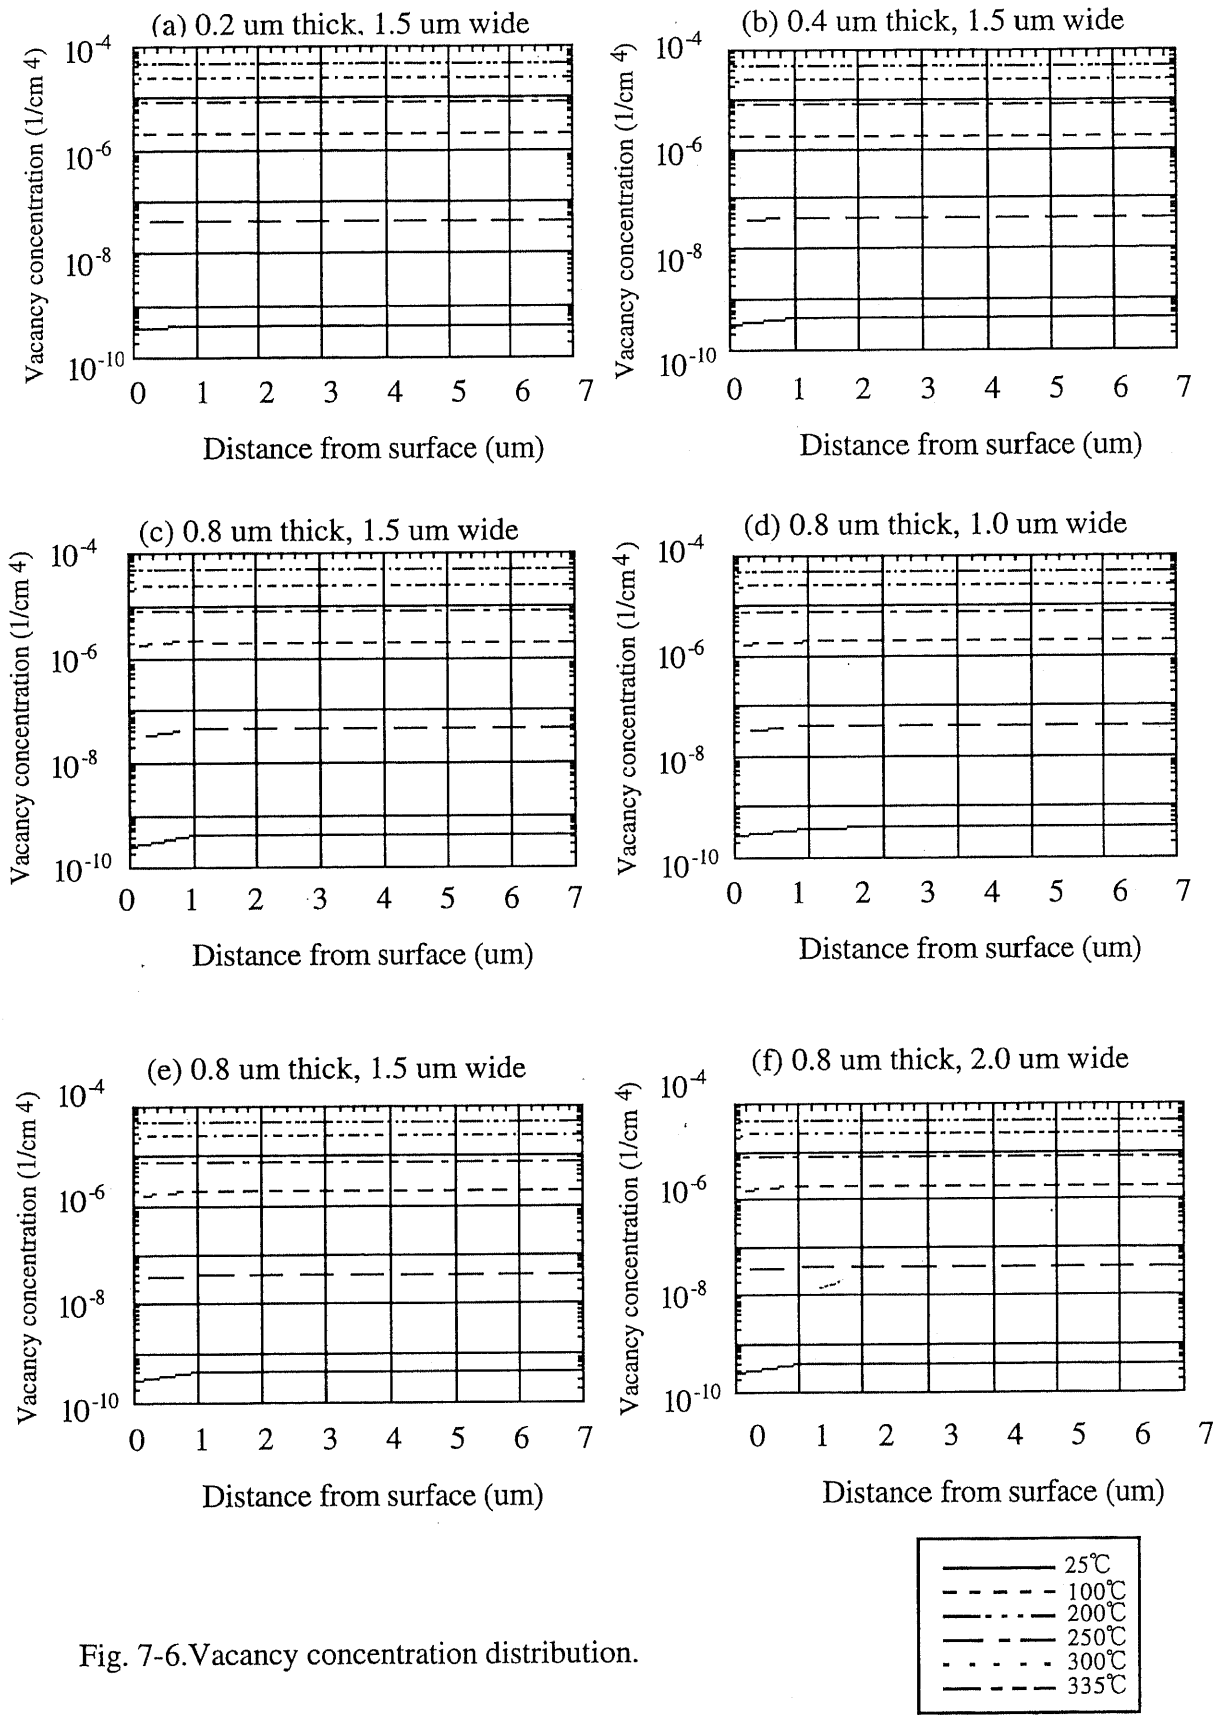 (a) 0.2 um thick, 1.5 um wide
Vacancy concentration (1/cm 4)
10-4
10-6
10-8
10-10
0 1 2 3 4 5 6 7
Distance from surface (um)
(b) 0.4 um thick, 1.5 um wide
Vacancy concentration (1/cm 4)
10-4
10-6
10-8
10-10
0 1 2 3 4 5 6 7
Distance from surface (um)
(c) 0.8 um thick, 1.5 um wide
Vacancy concentration (1/cm 4)
10-4
10-6
10-8
10-10
0 1 2 3 4 5 6 7
Distance from surface (um)
(d) 0.8 um thick, 1.0 um wide
Vacancy concentration (1/cm 4)
10-4
10-6
10-8
10-10
0 1 2 3 4 5 6 7
Distance from surface (um)
(e) 0.8 um thick, 1.5 um wide
Vacancy concentration (1/cm 4)
10-4
10-6
10-8
10-10
0 1 2 3 4 5 6 7
Distance from surface (um)
(f) 0.8 um thick, 2.0 um wide
Vacancy concentration (1/cm 4)
10-4
10-6
10-8
10-10
0 1 2 3 4 5 6 7
Distance from surface (um)
25℃
100℃
200℃
250℃
300℃
335℃
Fig. 7-6.Vacancy concentration distribution.